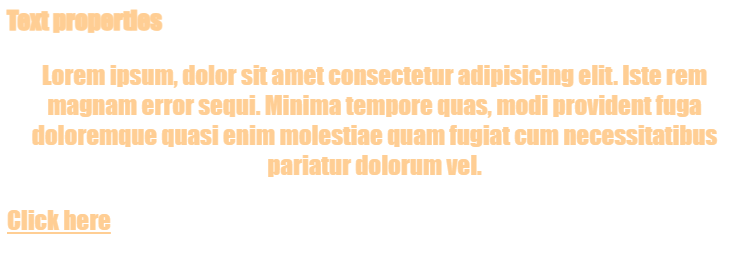 Text properties
Lorem ipsum, dolor sit amet consectetur adipisicing elit. Iste rem
magnam error sequi. Minima tempore quas, modi provident fuga
doloremque quasi enim molestiae quam fugiat cum necessitatibus
pariatur dolorum vel.
Click here